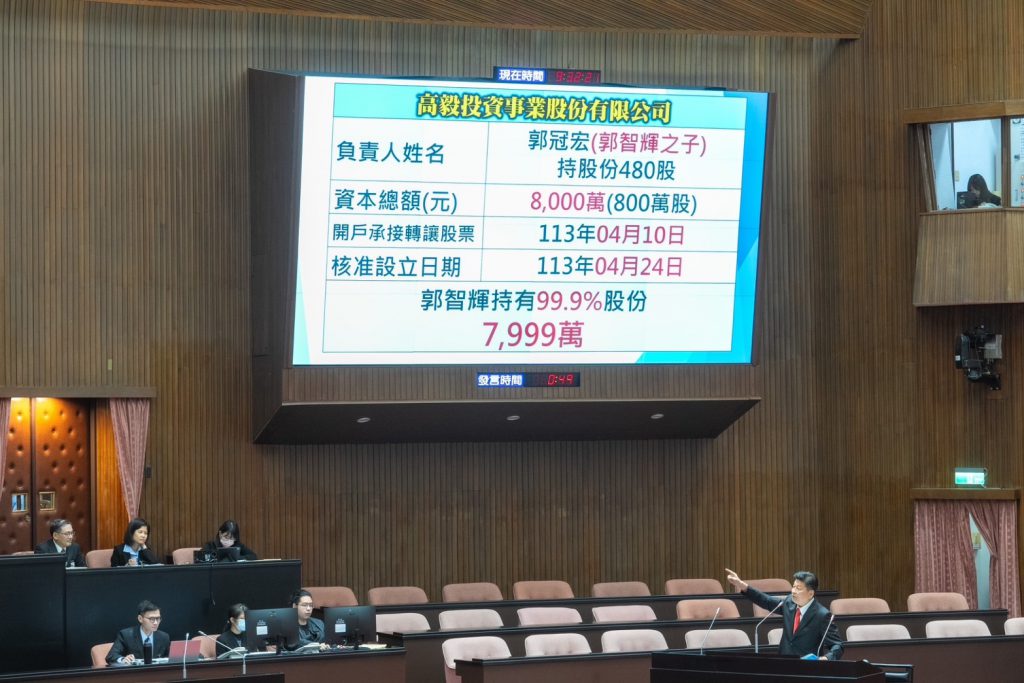 現在時間 9:32:21
高毅投資事業股份有限公司
負責人姓名
郭冠宏(郭智輝之子)
持股份480股
資本總額(元) 8,000萬(800萬股)
開戶承接轉讓股票 113年04月10日
核准設立日期 113年04月24日
郭智輝持有99.9%股份
7,999萬
發言時間 0:49